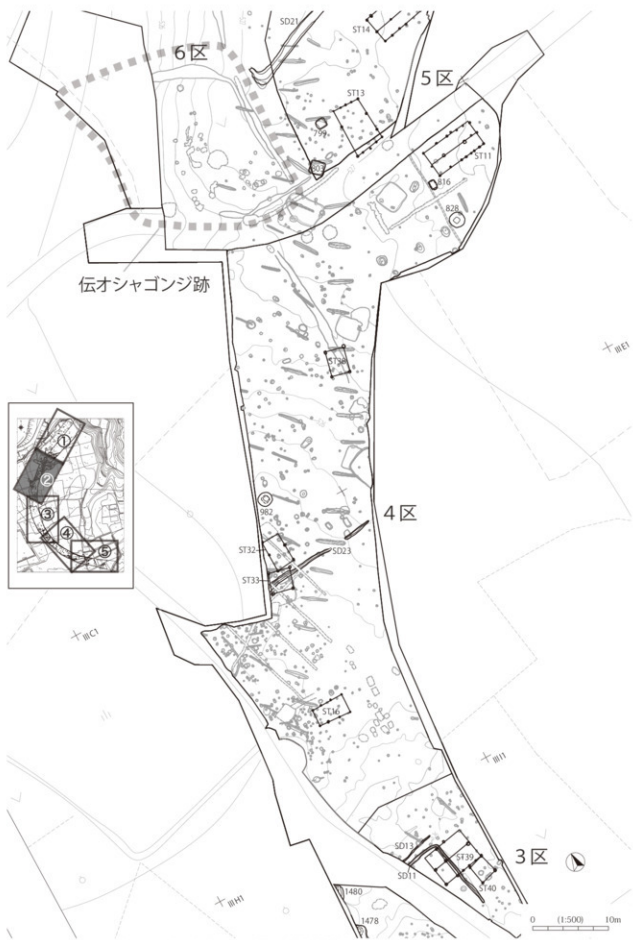 SD21
ST14
6区
5区
ST13
799
ST11
816
828
伝オシャゴンジ跡
ⅢE1
①
②
③
④
⑤
982
4区
ST32
SD23
ST33
ⅢC1
ST16
ⅢI1
SD13
ST39
3区
SD11
ST40
1480
ⅢH1
1478
0 (1:500) 10m